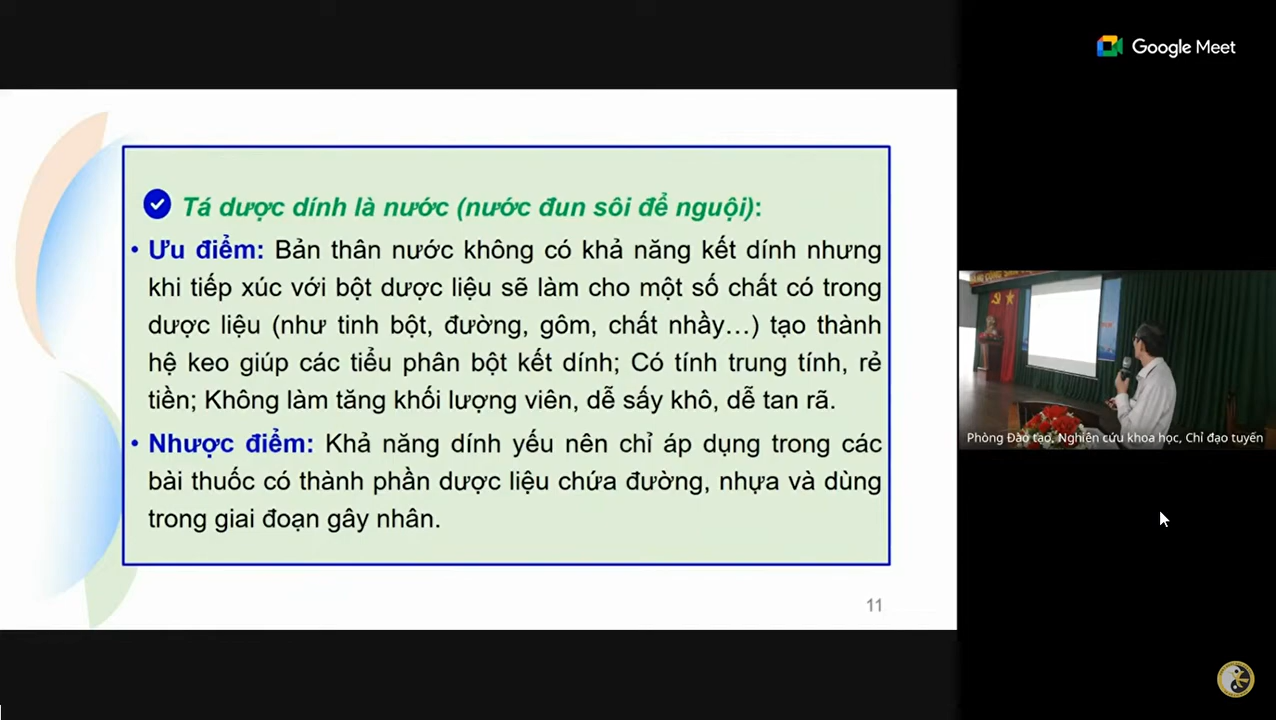 Google Meet
Tá dược dính là nước (nước đun sôi để nguội):
• Ưu điểm: Bản thân nước không có khả năng kết dính nhưng
khi tiếp xúc với bột dược liệu sẽ làm cho một số chất có trong
dược liệu (như tinh bột, đường, gôm, chất nhầy…) tạo thành
hệ keo giúp các tiểu phân bột kết dính; Có tính trung tính, rẻ
tiền; Không làm tăng khối lượng viên, dễ sấy khô, dễ tan rã.
• Nhược điểm: Khả năng dính yếu nên chỉ áp dụng trong các
bài thuốc có thành phần dược liệu chứa đường, nhựa và dùng
trong giai đoạn gây nhân.
11
Phòng Đào tạo, Nghiên cứu khoa học, Chỉ đạo tuyến